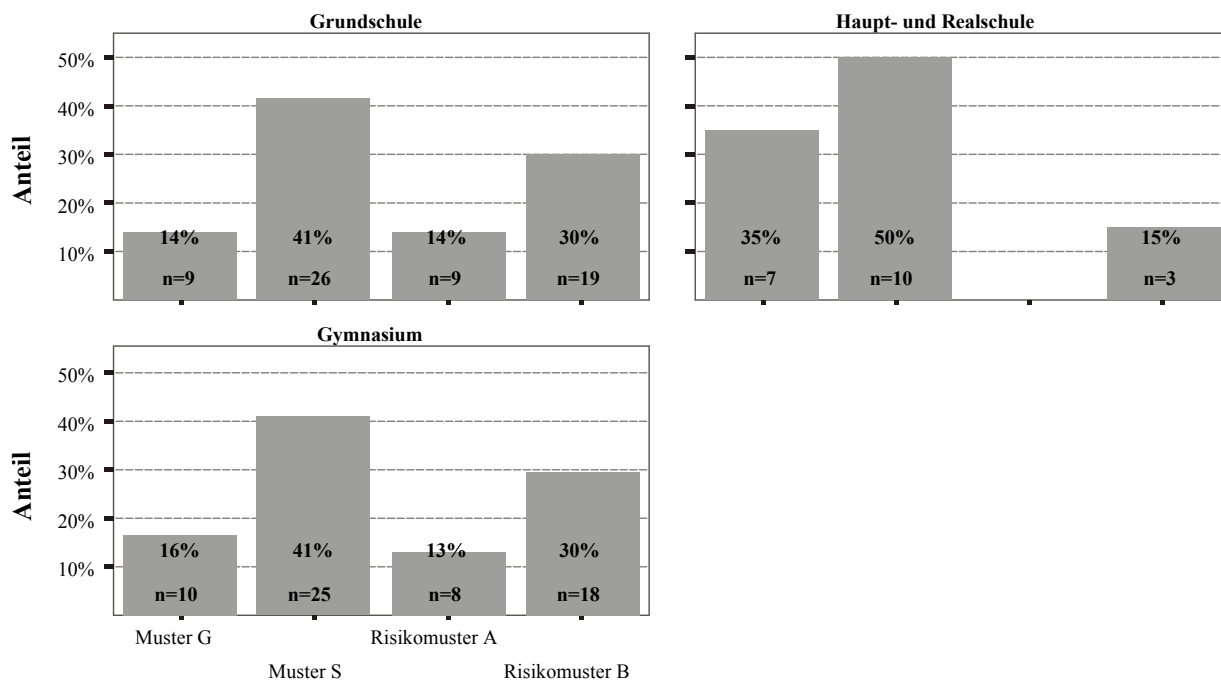 Grundschule
Anteil
50%
40%
30%
20%
10%
14%
41%
14%
30%
n=9
n=26
n=9
n=19
Haupt- und Realschule
35%
50%
15%
n=7
n=10
n=3
Gymnasium
Anteil
50%
40%
30%
20%
10%
16%
41%
13%
30%
n=10
n=25
n=8
n=18
Muster G
Muster S
Risikomuster A
Risikomuster B